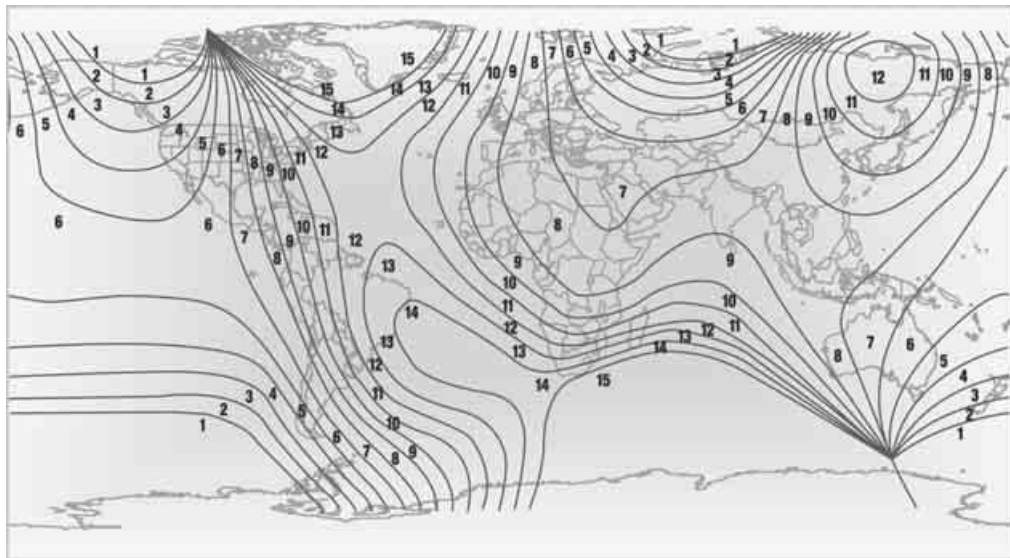 1 15 10 9 8 7 6 5 4 3 2 1 1 12 11 10 9 8
2 1 15 14 13 11 2 3 4 11
3 2 3 14 12 5 6 10
6 5 4 4 13 7 8 9
5 6 7 8 9 10 11 12
6 6 7 8 9 10 11 12 8 7
13 9 10 9
14 11 10
13 12 13 14 13 12 11 8 7 6 5
12 14 15 4
1 2 3 4 5 11 10 3 2 1
6 7 8 9